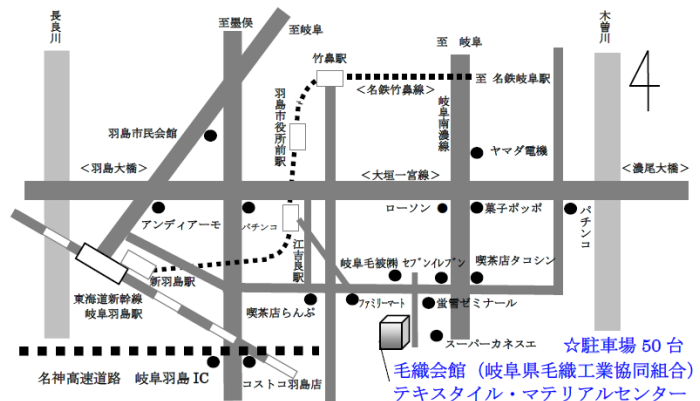 長良川
至墨俣
至岐阜
竹鼻駅
至 岐阜
木曽川
至 名鉄岐阜駅
<名鉄竹鼻線>
羽島市役所前駅
岐阜南濃線
羽島市民会館
ヤマダ電機
<羽島大橋>
<大垣一宮線>
<濃尾大橋>
アンディアーモ
パチンコ
ローソン
菓子ポッポ
パチンコ
江吉良駅
岐阜毛被㈱
セブンイレブン
喫茶店タコシン
新羽島駅
東海道新幹線
岐阜羽島駅
喫茶店らんぷ
ファミリーマート
蛍雪ゼミナール
スーパーカネスエ
☆駐車場 50 台
名神高速道路 岐阜羽島 IC
コストコ羽島店
毛織会館(岐阜県毛織工業協同組合)
テキスタイル・マテリアルセンター